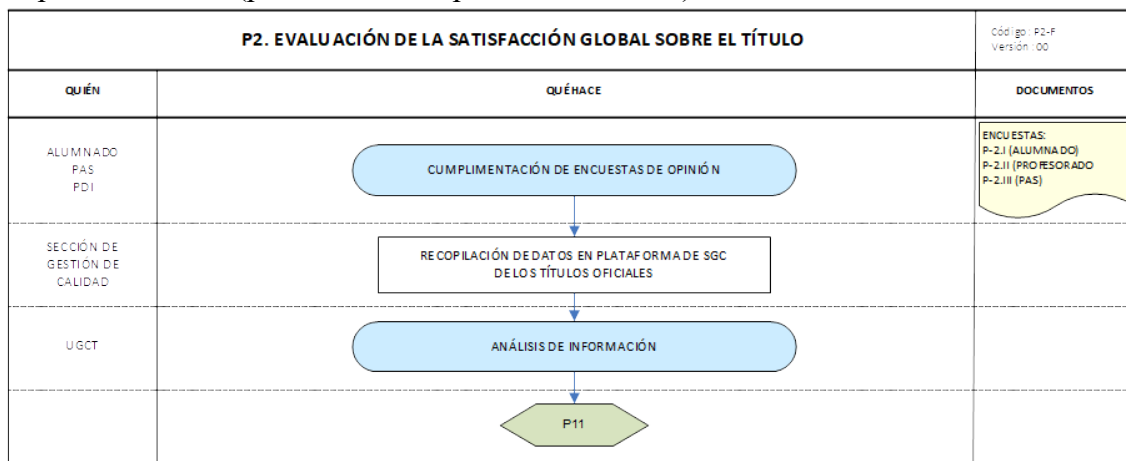 P2. EVALUACIÓN DE LA SATISFACCIÓN GLOBAL SOBRE EL TÍTULO
Código: P2-F
Versión: 00
QUIÉN
QUÉ HACE
DOCUMENTOS
ALUMNADO
PAS
PDI
CUMPLIMENTACIÓN DE ENCUESTAS DE OPINIÓN
ENCUESTAS:
P-2.I (ALUMNADO)
P-2.II (PROFESORADO
P-2.III (PAS)
SECCIÓN DE
GESTIÓN DE
CALIDAD
RECOPILACIÓN DE DATOS EN PLATAFORMA DE SGC
DE LOS TÍTULOS OFICIALES
UGCT
ANÁLISIS DE INFORMACIÓN
P11